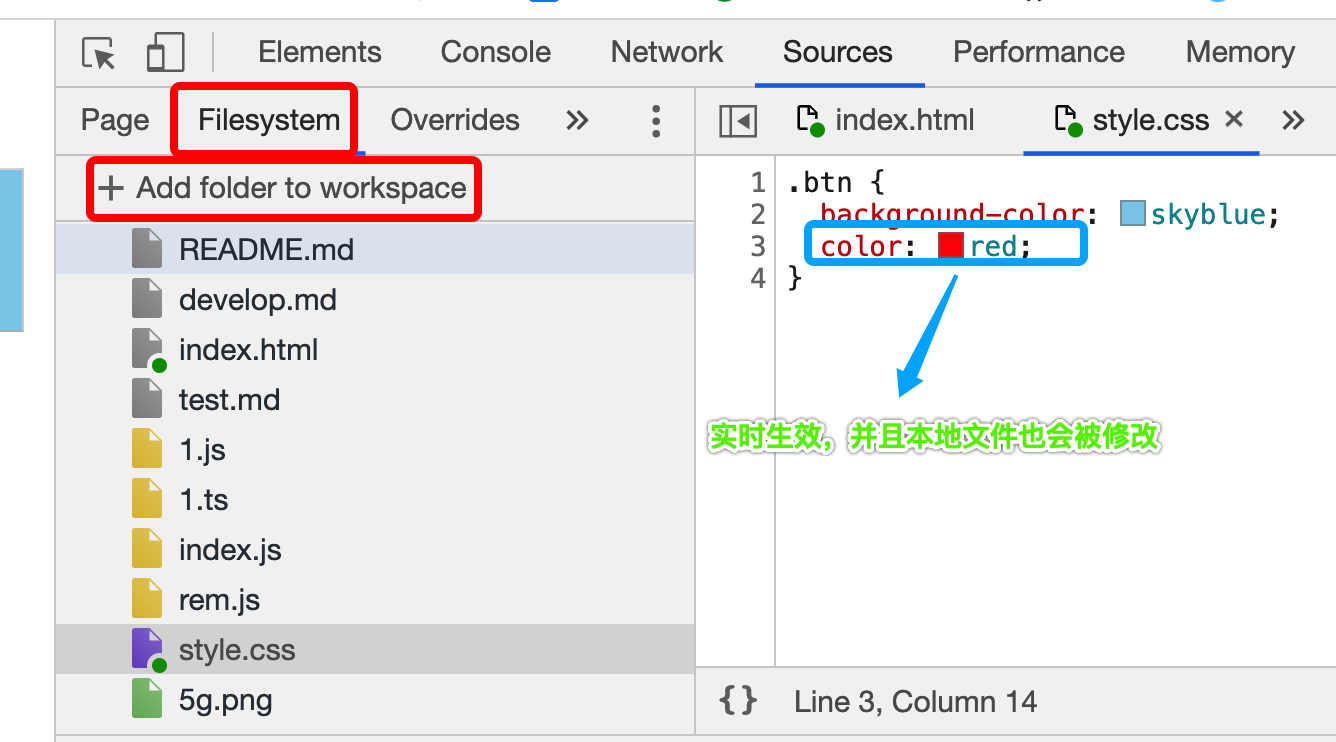 Elements Console Network Sources Performance Memory
Page Filesystem Overrides »
index.html style.css × »
+ Add folder to workspace
README.md
develop.md
index.html
test.md
1.js
1.ts
index.js
rem.js
style.css
5g.png
1 .btn {
2 background-color: skyblue;
3 color: red;
4 }
实时生效，并且本地文件也会被修改
{} Line 3, Column 14